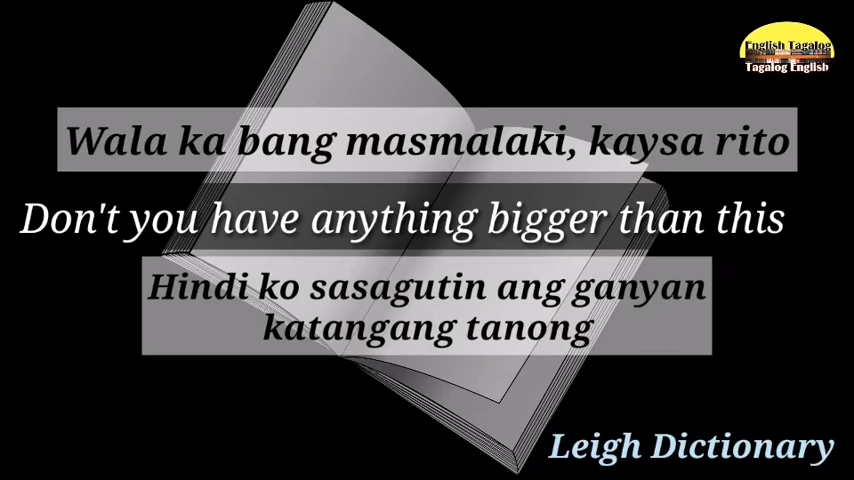 English Tagalog
Tagalog English
Wala ka bang masmalaki, kaysa rito
Don't you have anything bigger than this
Hindi ko sasagutin ang ganyan
katangang tanong
Leigh Dictionary